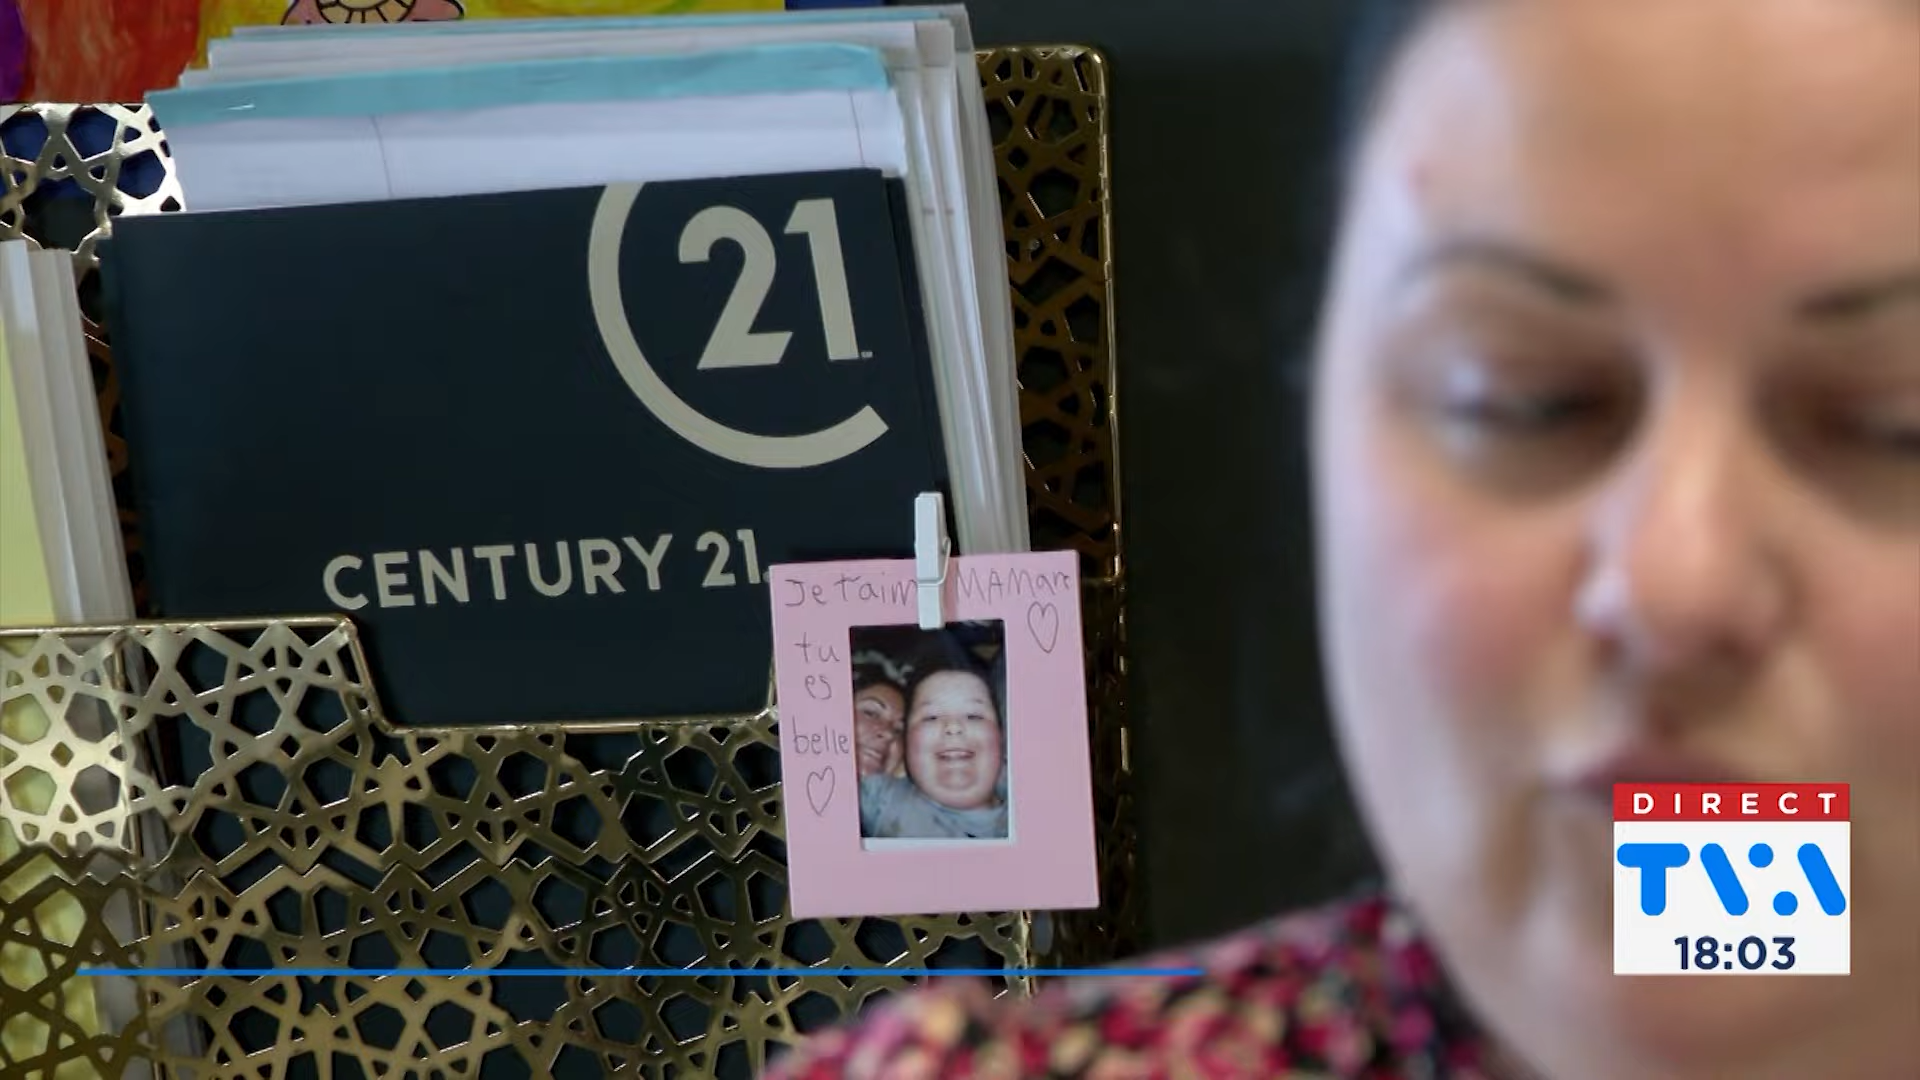 21
CENTURY 21
Je t'aim MAMan
tu
es
belle
DIRECT
TVA
18:03